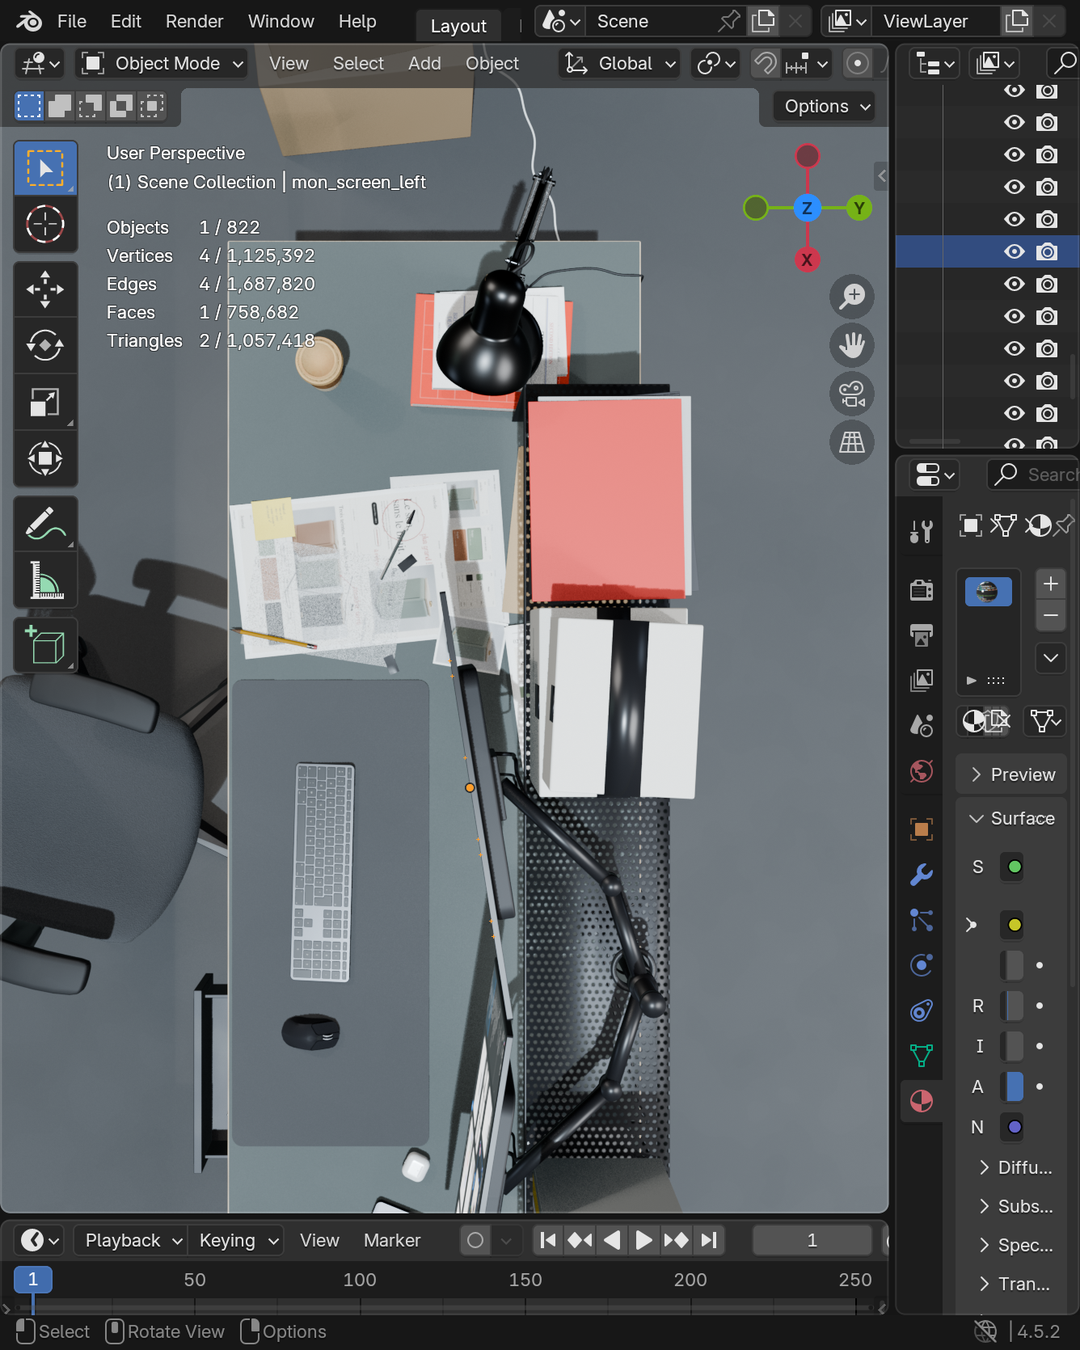 File Edit Render Window Help Layout Scene ViewLayer
Object Mode View Select Add Object Global
Options
User Perspective
(1) Scene Collection | mon_screen_left
Objects 1 / 822
Vertices 4 / 1,125,392
Edges 4 / 1,687,820
Faces 1 / 758,682
Triangles 2 / 1,057,418
Z
Y
X
Search
Preview
Surface
S
R
I
A
N
Diffu...
Subs...
Spec...
Tran...
Playback Keying View Marker 1
1 50 100 150 200 250
Select Rotate View Options 4.5.2